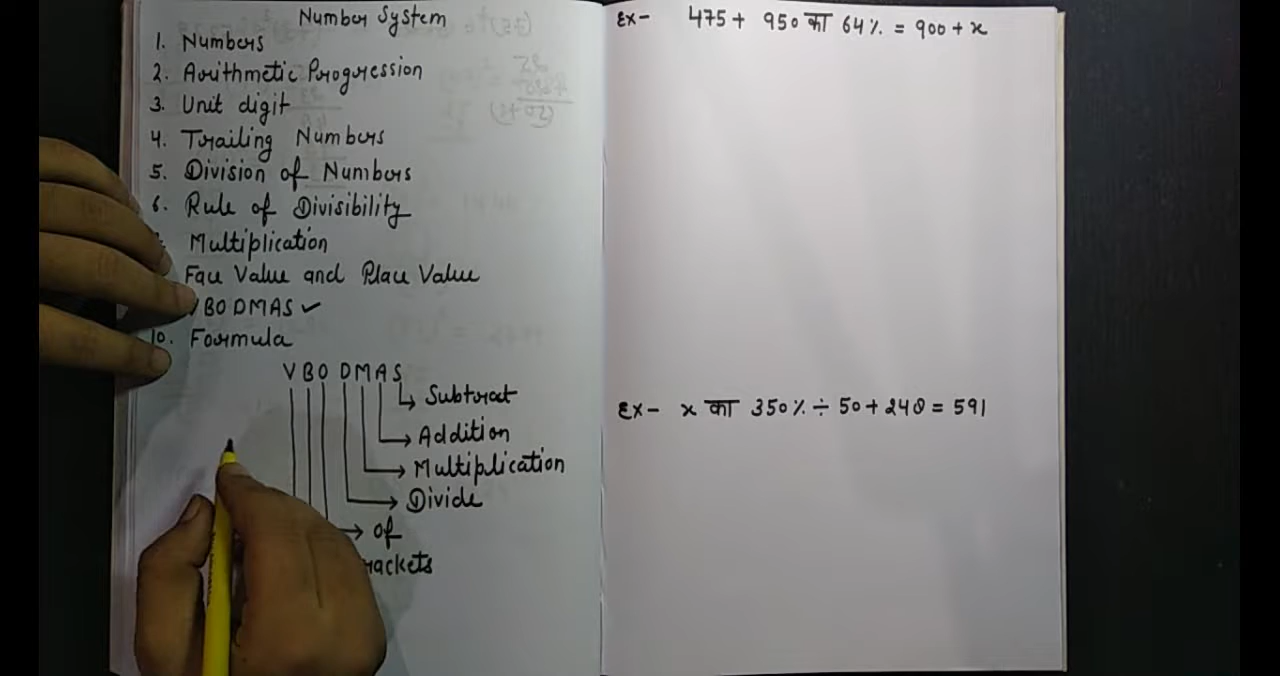 Number System
1. Numbers
2. Arithmetic Progression
3. Unit digit
4. Trailing Numbers
5. Division of Numbers
6. Rule of Divisibility
Multiplication
Face Value and Place Value
VBODMAS ✓
10. Formula
V B O D M A S
→ Subtract
→ Addition
→ Multiplication
→ Divide
→ Of
rackets
Ex- 475 + 950 का 64% = 900 + x
Ex- x का 350% ÷ 50 + 248 = 591